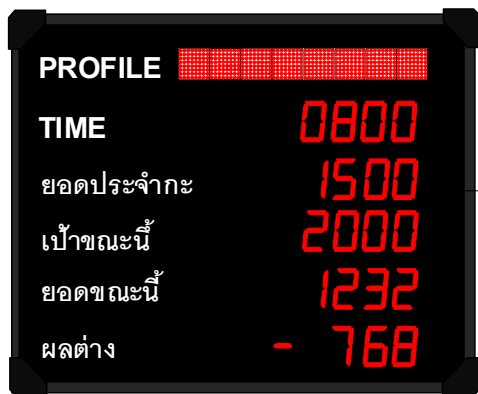 PROFILE
TIME 0800
ยอดประจำกะ 1500
เป้าขณะนี้ 2000
ยอดขณะนี้ 1232
ผลต่าง - 768